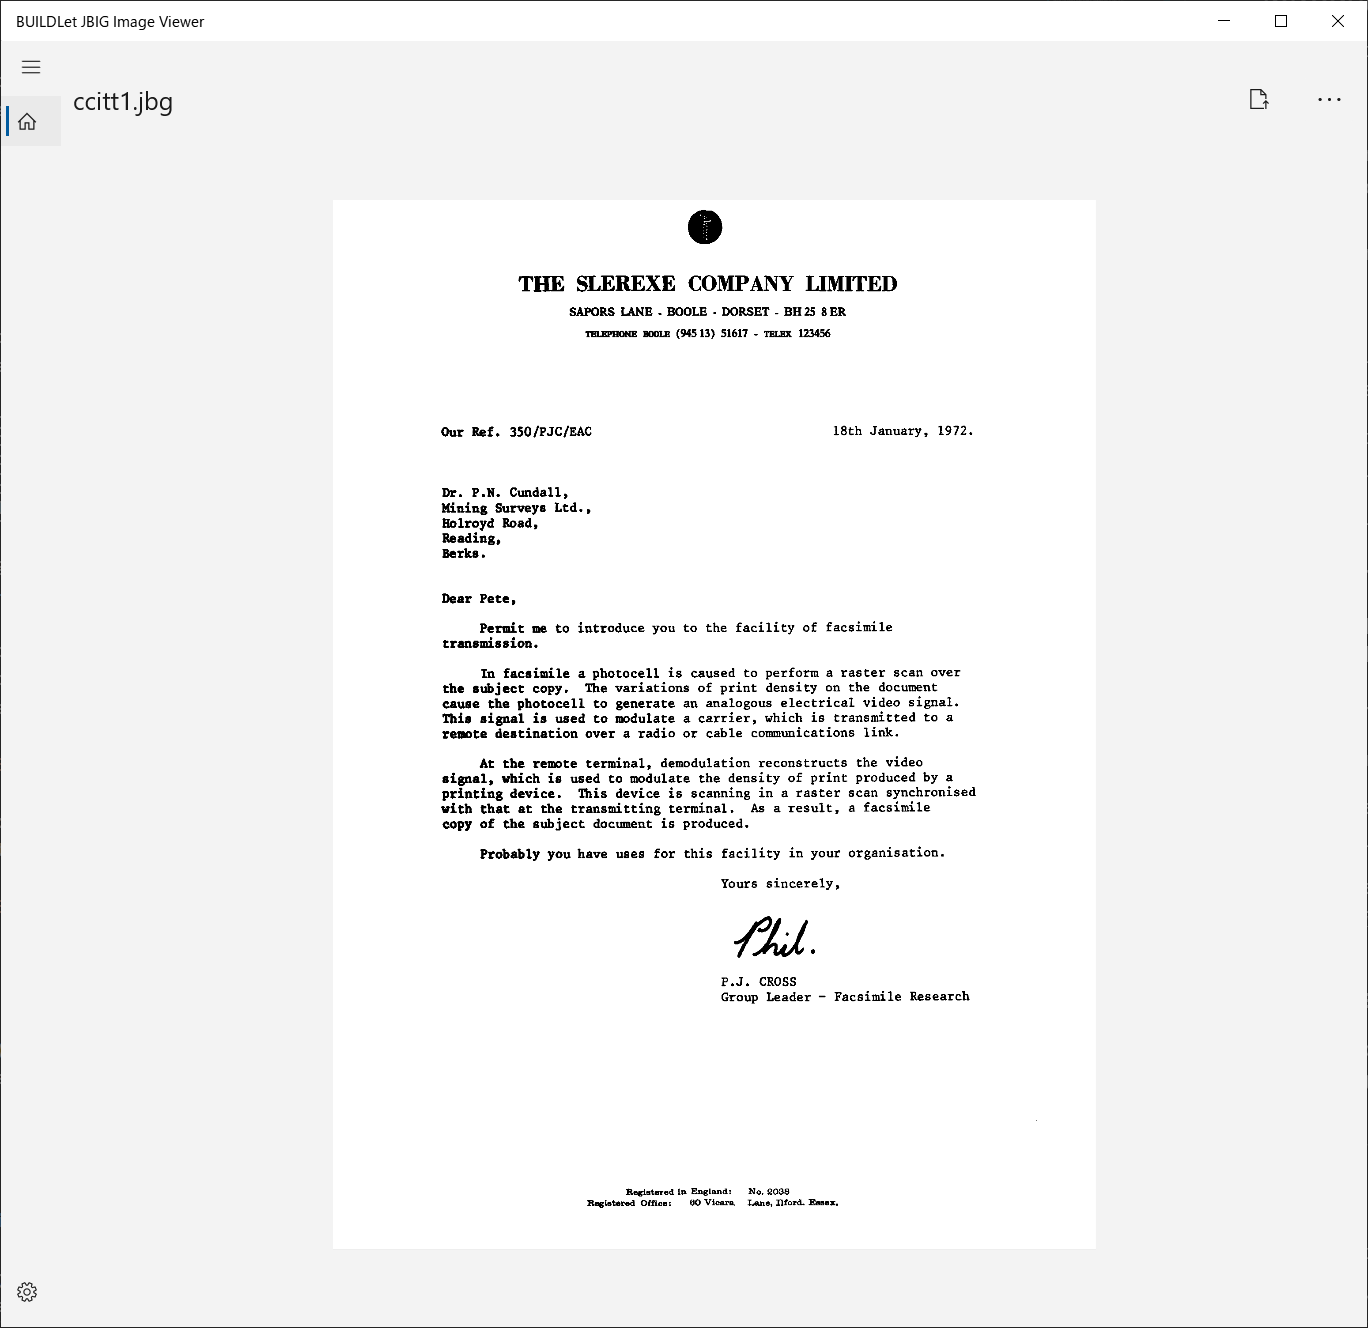 BUILDLet JBIG Image Viewer
ccitt1.jbg
THE SLEREXE COMPANY LIMITED
SAPORS LANE - BOOLE - DORSET - BH 25 8 ER
TELEPHONE BOOLE (945 13) 51617 - TELEX 123456
Our Ref. 350/PJC/EAC
18th January, 1972.
Dr. P.N. Cundall,
Mining Surveys Ltd.,
Holroyd Road,
Reading,
Berks.
Dear Pete,
Permit me to introduce you to the facility of facsimile
transmission.
In facsimile a photocell is caused to perform a raster scan over
the subject copy. The variations of print density on the document
cause the photocell to generate an analogous electrical video signal.
This signal is used to modulate a carrier, which is transmitted to a
remote destination over a radio or cable communications link.
At the remote terminal, demodulation reconstructs the video
signal, which is used to modulate the density of print produced by a
printing device. This device is scanning in a raster scan synchronised
with that at the transmitting terminal. As a result, a facsimile
copy of the subject document is produced.
Probably you have uses for this facility in your organisation.
Yours sincerely,
Phil.
P.J. CROSS
Group Leader - Facsimile Research
Registered in England: No. 2038
Registered Office: 60 Vicara Lane, Ilford. Essex.